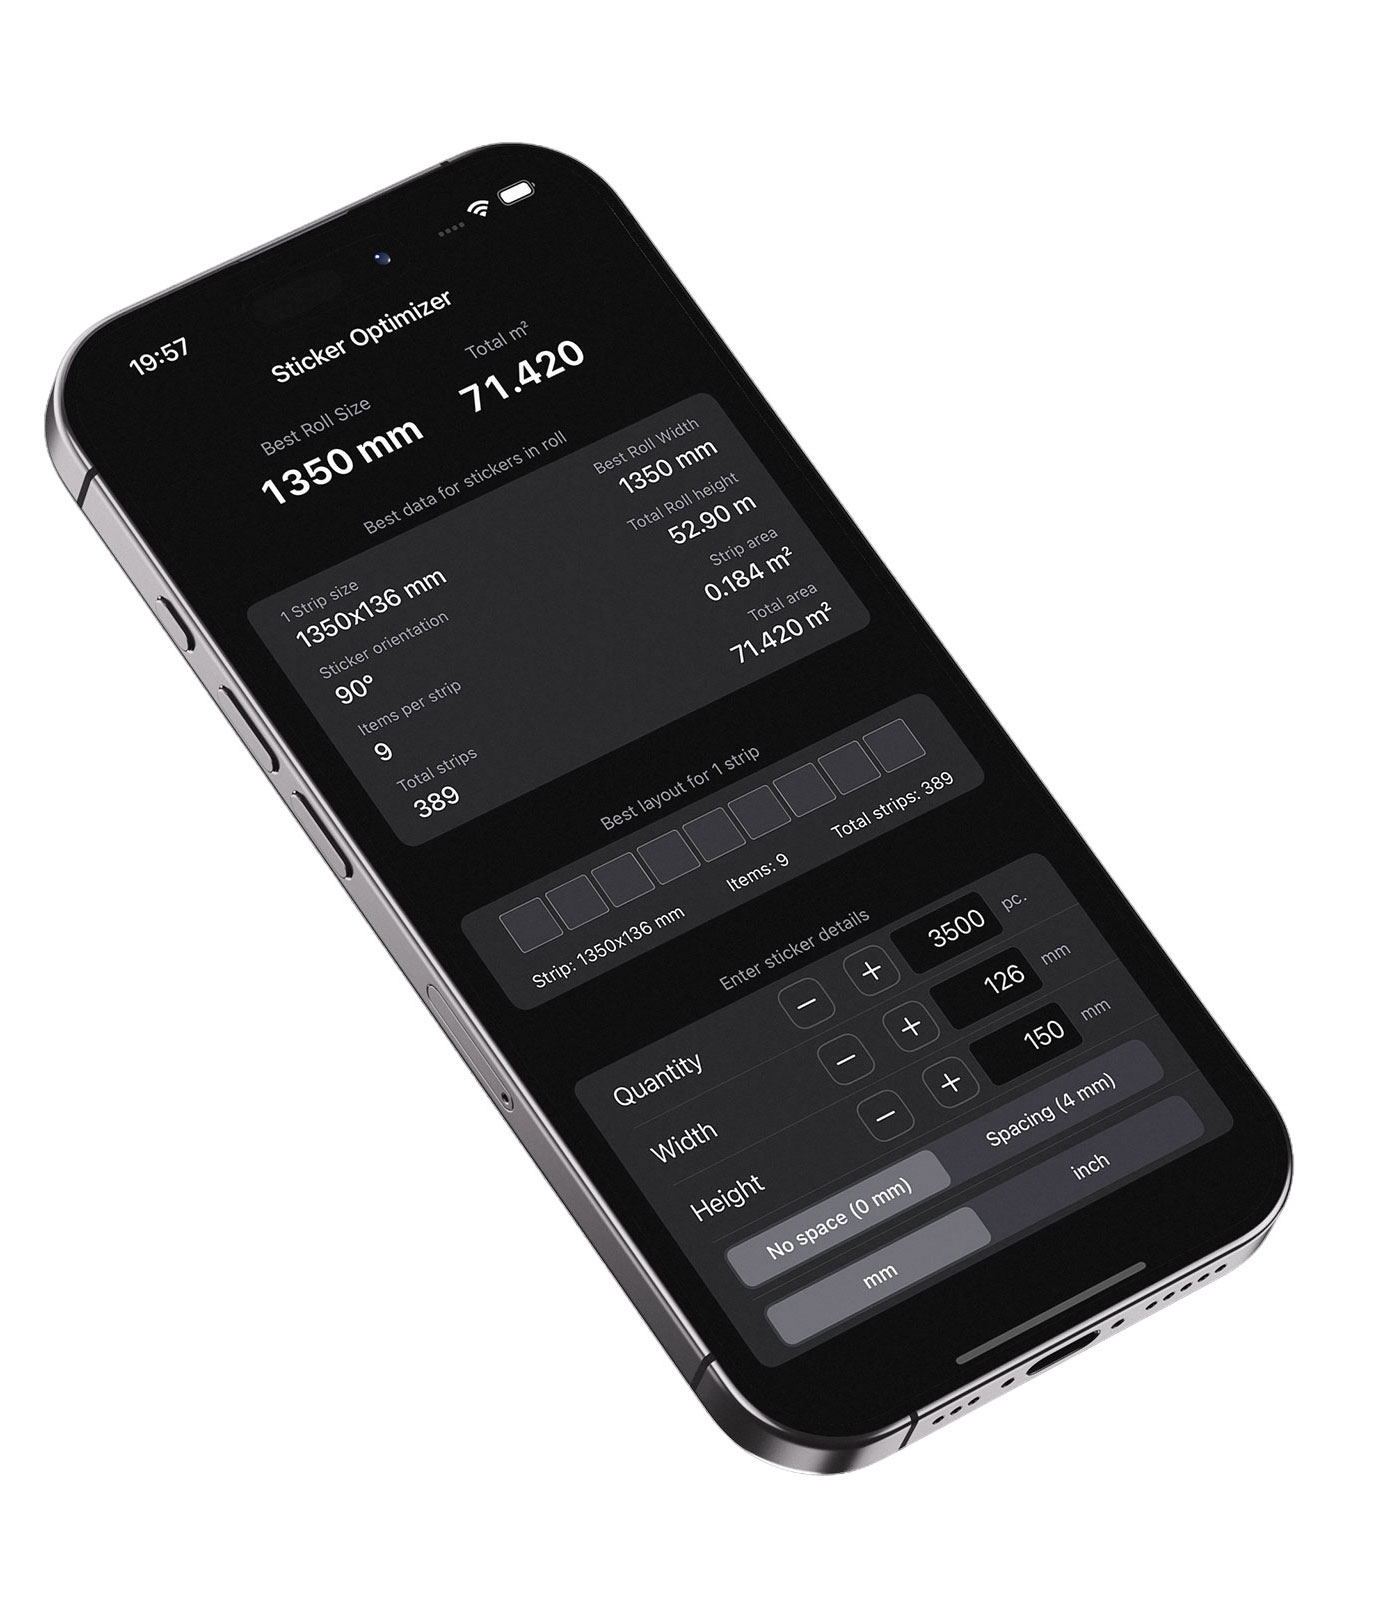 19:57
Sticker Optimizer
Best Roll Size
1350 mm
Total m²
71.420
Best data for stickers in roll
1 Strip size
1350x136 mm
Best Roll Width
1350 mm
Sticker orientation
90°
Total Roll height
52.90 m
Items per strip
9
Strip area
0.184 m²
Total strips
389
Total area
71.420 m²
Best layout for 1 strip
Strip: 1350x136 mm
Items: 9
Total strips: 389
Enter sticker details
Quantity − + 3500 pc.
Width − + 126 mm
Height − + 150 mm
No space (0 mm) Spacing (4 mm)
mm inch